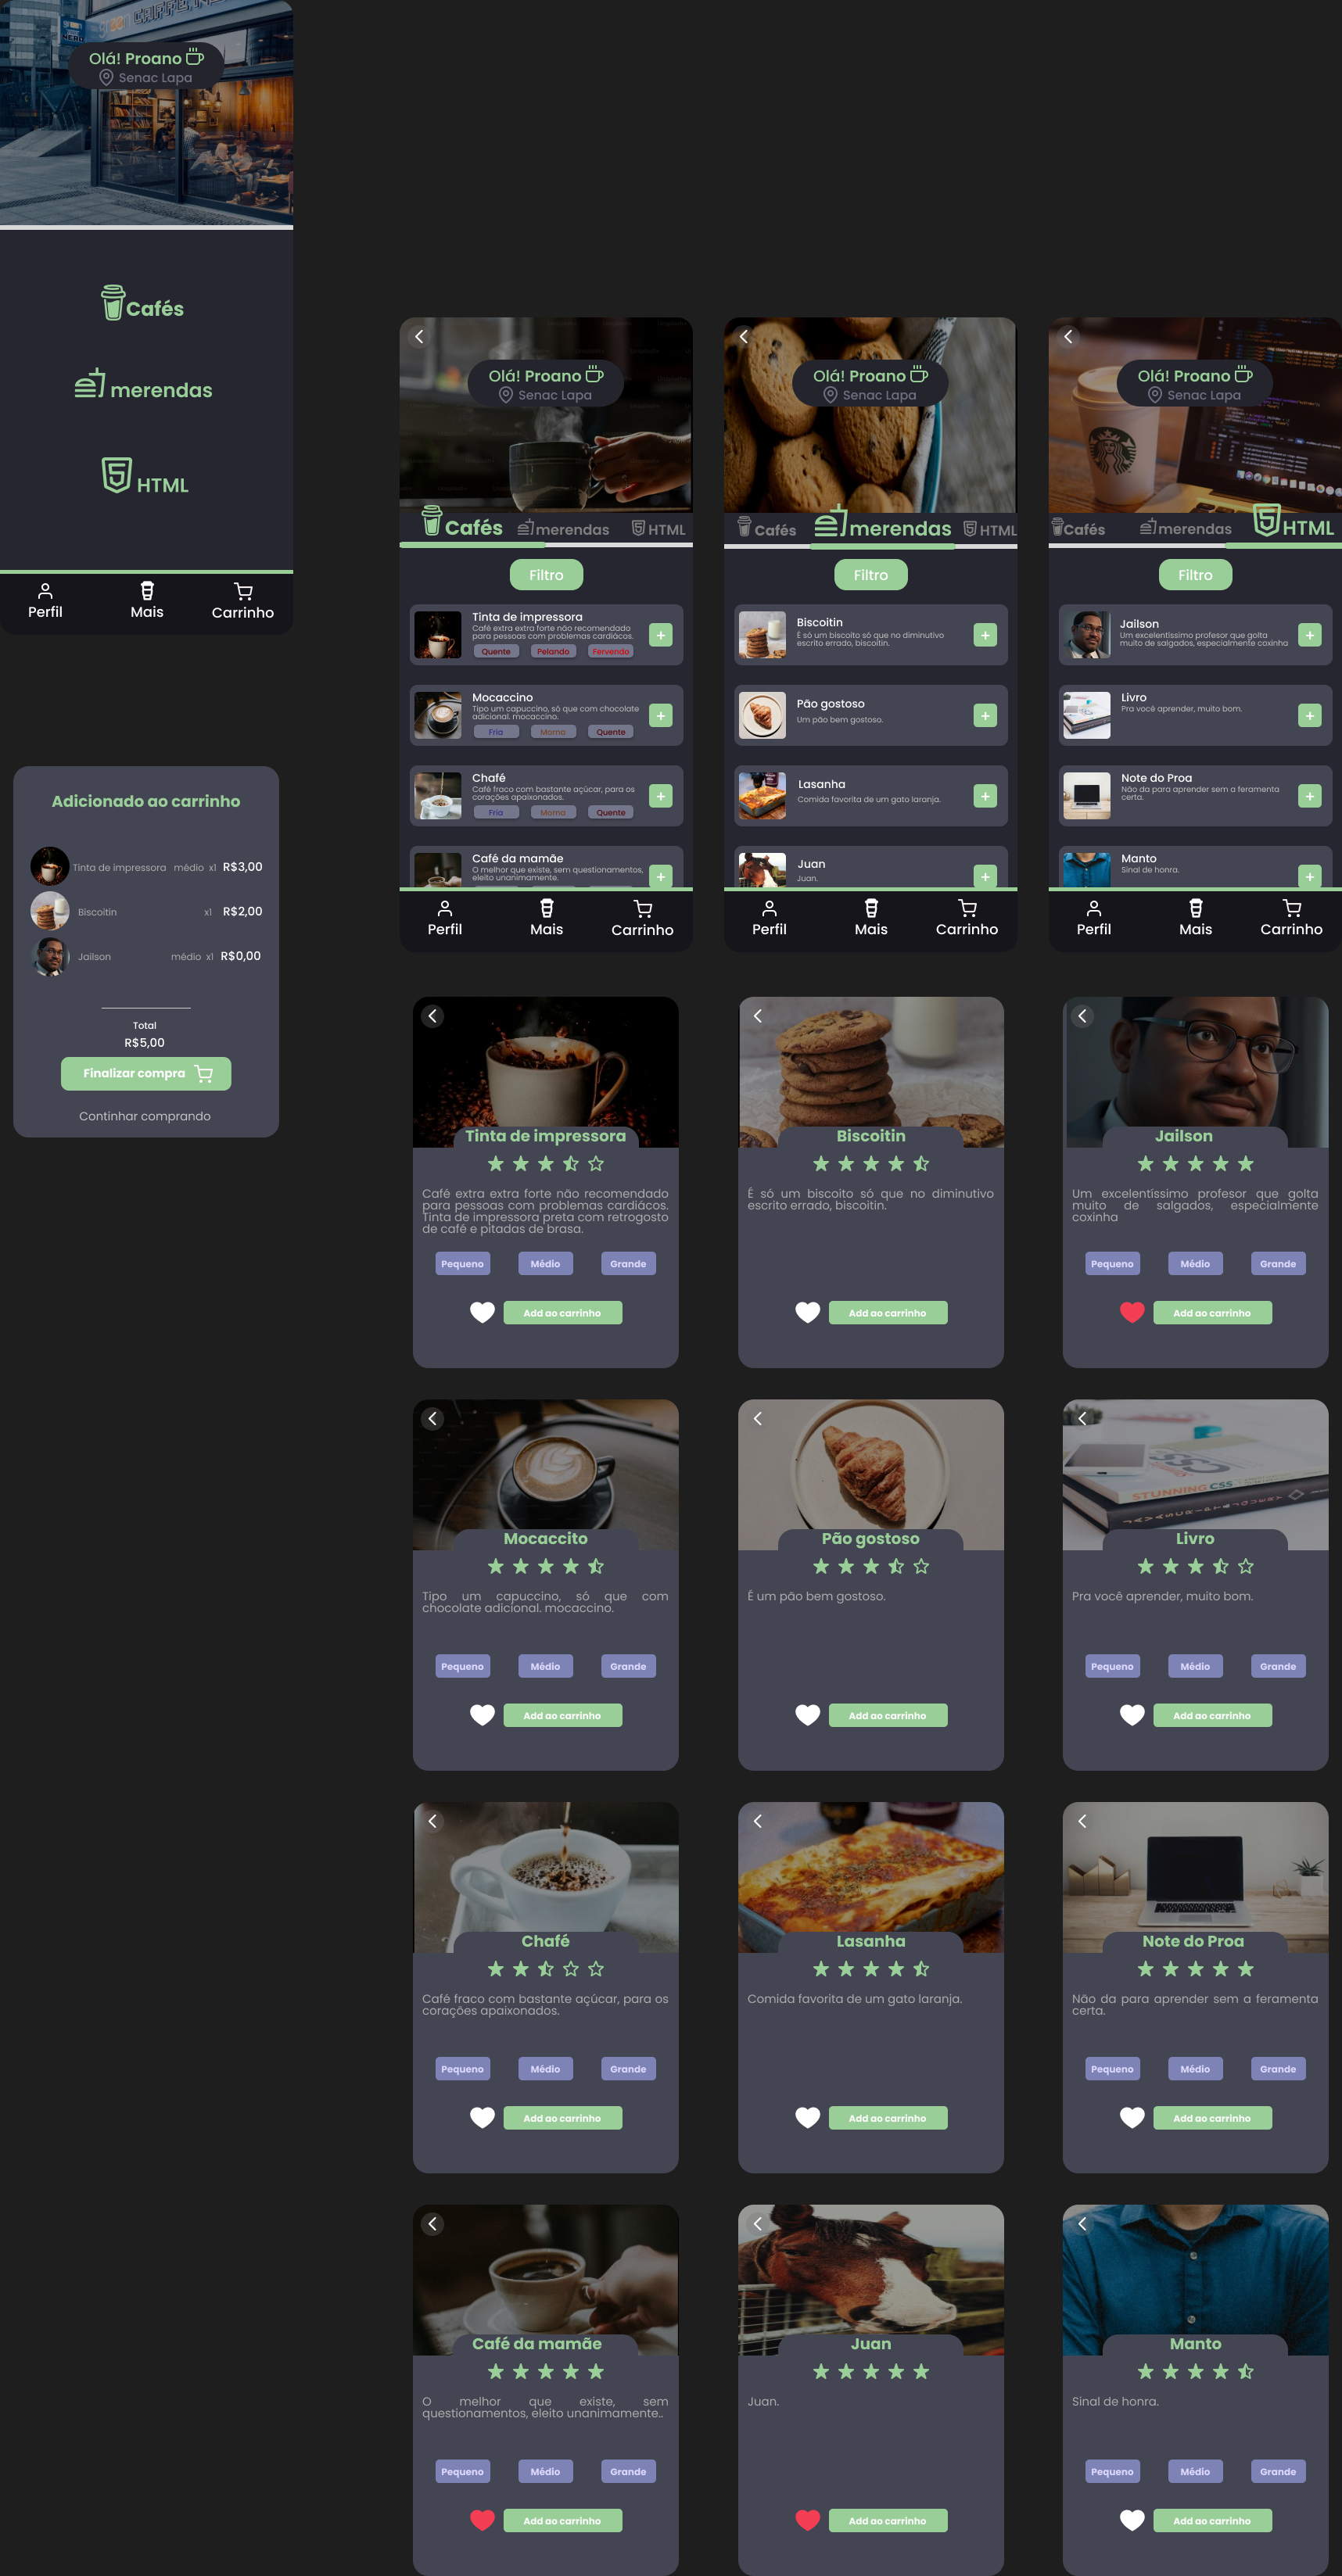 CAFFÈ NERO
Olá! Proano
Senac Lapa
Cafés
merendas
HTML
Perfil
Mais
Carrinho
Adicionado ao carrinho
Tinta de impressora médio x1 R$3,00
Biscoitin x1 R$2,00
Jailson médio x1 R$0,00
Total
R$5,00
Finalizar compra
Continhar comprando
Olá! Proano
Senac Lapa
Cafés merendas HTML
Filtro
Tinta de impressora
Café extra extra forte não recomendado
para pessoas com problemas cardiácos.
Quente Pelando Fervendo
+
Mocaccino
Tipo um capuccino, só que com chocolate
adicional. mocaccino.
Fria Morno Quente
+
Chafé
Café fraco com bastante açúcar, para os
corações apaixonados.
Fria Morno Quente
+
Café da mamãe
O melhor que existe, sem questionamentos,
eleito unanimamente.
+
Perfil Mais Carrinho
Olá! Proano
Senac Lapa
Cafés merendas HTML
Filtro
Biscoitin
É só um biscoito só que no diminutivo
escrito errado, biscoitin.
+
Pão gostoso
Um pão bem gostoso.
+
Lasanha
Comida favorita de um gato laranja.
+
Juan
Juan.
+
Perfil Mais Carrinho
Olá! Proano
Senac Lapa
Cafés merendas HTML
Filtro
Jailson
Um excelentíssimo professor que golta
muito de salgados, especialmente coxinha
+
Livro
Pra você aprender, muito bom.
+
Note do Proa
Não da para aprender sem a feramenta
certa.
+
Manto
Sinal de honra.
+
Perfil Mais Carrinho
Tinta de impressora
Café extra extra forte não recomendado
para pessoas com problemas cardiácos.
Tinta de impressora preta com retrogosto
de café e pitadas de brasa.
Pequeno Médio Grande
Add ao carrinho
Biscoitin
É só um biscoito só que no diminutivo
escrito errado, biscoitin.
Add ao carrinho
Jailson
Um excelentíssimo profesor que golta
muito de salgados, especialmente
coxinha
Pequeno Médio Grande
Add ao carrinho
Mocaccito
Tipo um capuccino, só que com
chocolate adicional. mocaccino.
Pequeno Médio Grande
Add ao carrinho
Pão gostoso
É um pão bem gostoso.
Add ao carrinho
STUNNING CSS
JAVASCRIPT & JQUERY
Livro
Pra você aprender, muito bom.
Pequeno Médio Grande
Add ao carrinho
Chafé
Café fraco com bastante açúcar, para os
corações apaixonados.
Pequeno Médio Grande
Add ao carrinho
Lasanha
Comida favorita de um gato laranja.
Add ao carrinho
Note do Proa
Não da para aprender sem a feramenta
certa.
Pequeno Médio Grande
Add ao carrinho
Café da mamãe
O melhor que existe, sem
questionamentos, eleito unanimamente..
Pequeno Médio Grande
Add ao carrinho
Juan
Juan.
Add ao carrinho
Manto
Sinal de honra.
Pequeno Médio Grande
Add ao carrinho